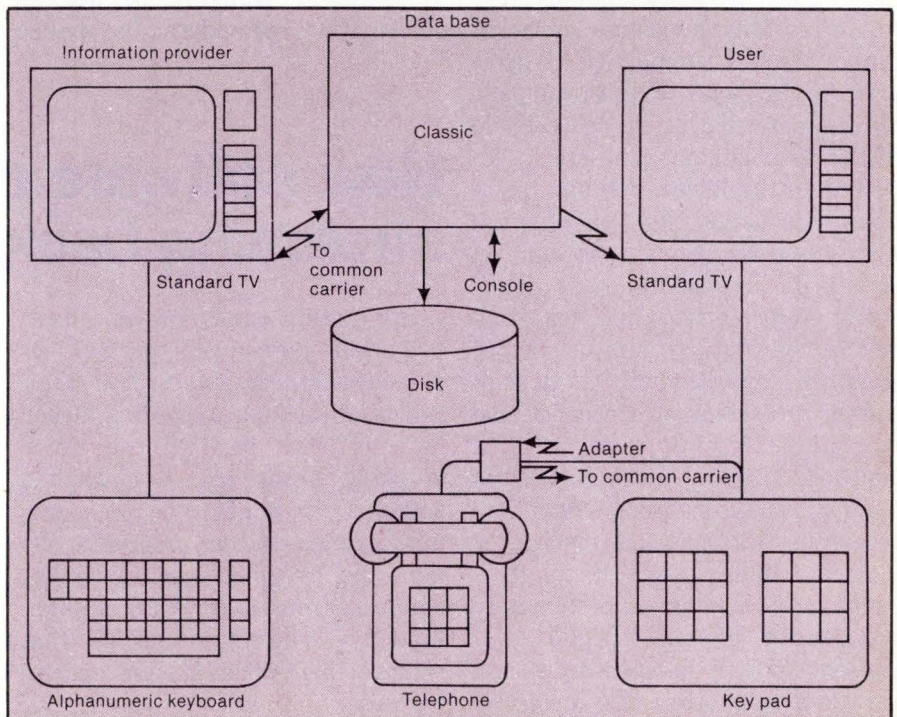 Data base
Information provider
User
Classic
To
common
carrier
Console
Standard TV
Standard TV
Disk
Adapter
To common carrier
Alphanumeric keyboard
Telephone
Key pad